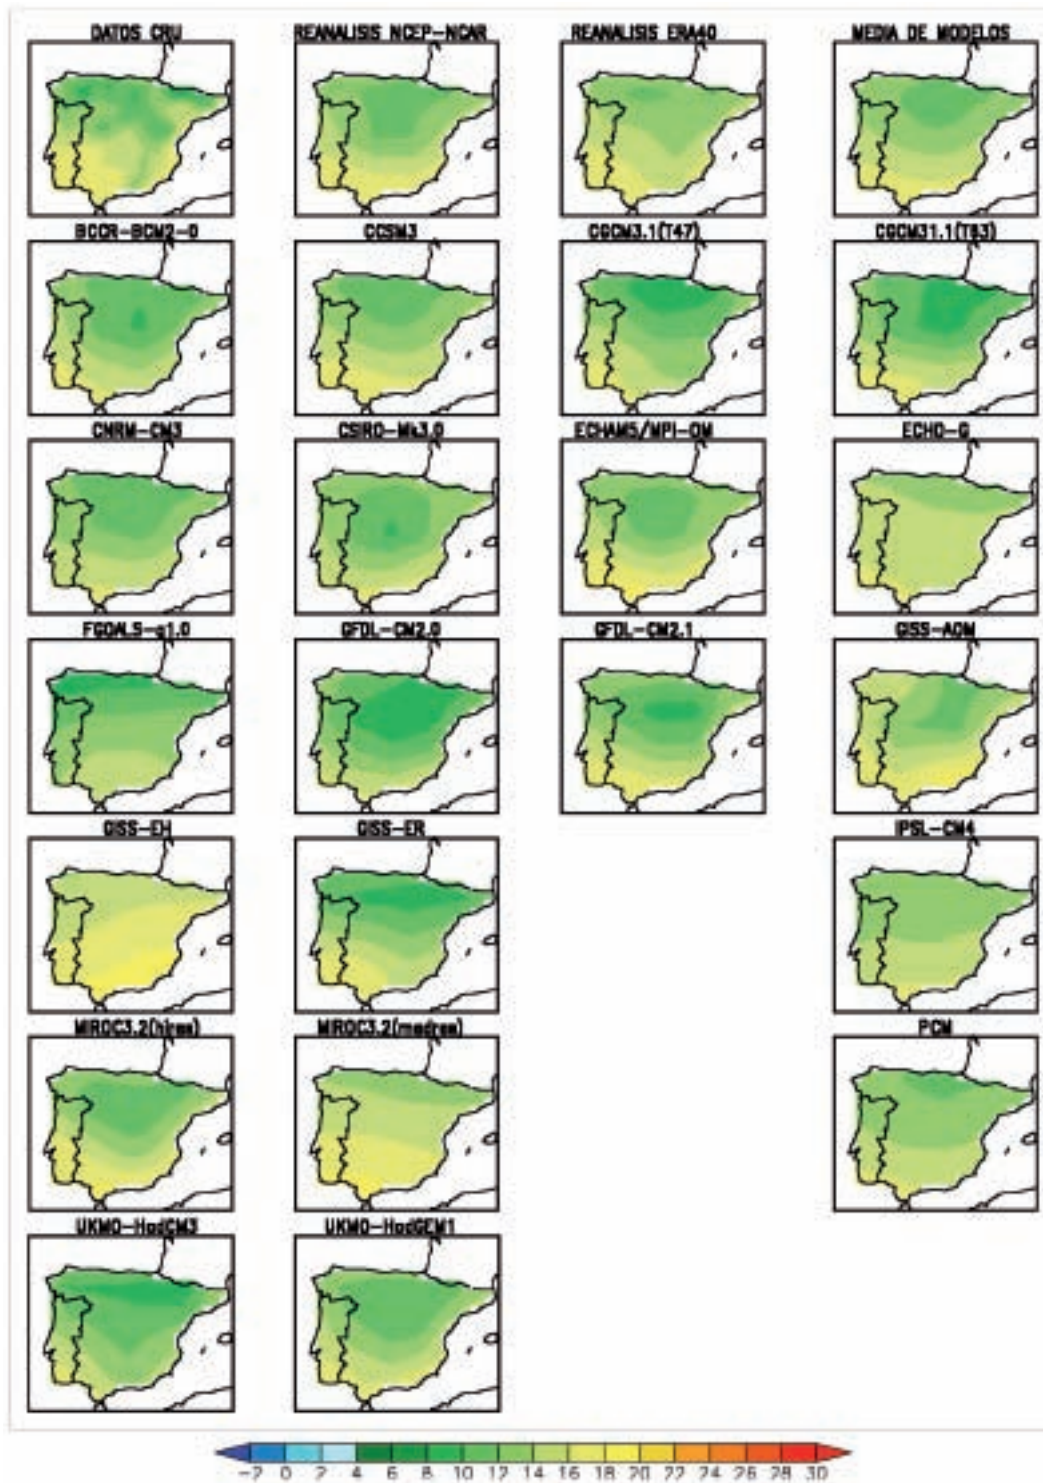 DATOS CRU REANALISIS NCEP-NCAR REANALISIS ERA40 MEDIA DE MODELOS
BCCR-BCM2-0 CCSM3 CGCM3.1(T47) CGCM31.1(T63)
CNRM-CM3 CSIRO-Mk3.0 ECHAM5/MPI-OM ECHO-G
FGOALS-g1.0 GFDL-CM2.0 GFDL-CM2.1 GISS-AOM
GISS-EH GISS-ER IPSL-CM4
MIROC3.2(hires) MIROC3.2(medres) PCM
UKMO-HadCM3 UKMO-HadGEM1
-2 0 2 4 6 8 10 12 14 16 18 20 22 24 26 28 30